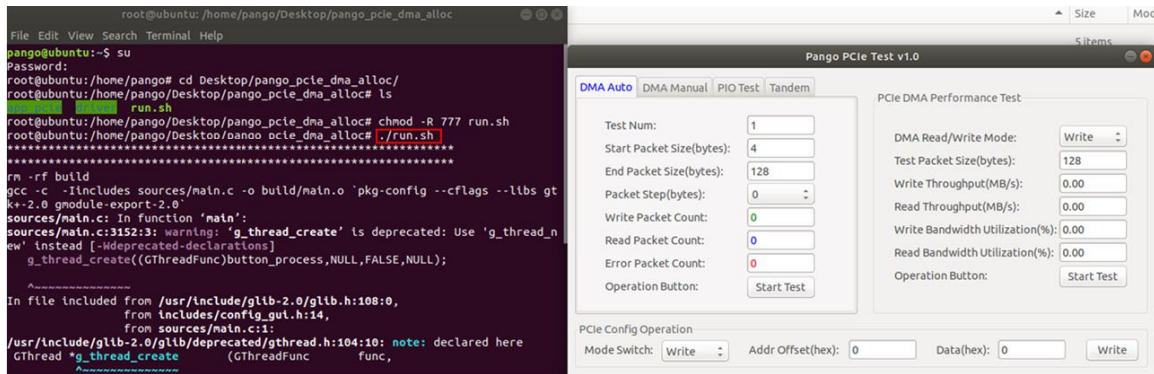 root@ubuntu: /home/pango/Desktop/pango_pcie_dma_alloc
File Edit View Search Terminal Help
pango@ubuntu:~$ su
Password:
root@ubuntu:/home/pango# cd Desktop/pango_pcie_dma_alloc/
root@ubuntu:/home/pango/Desktop/pango_pcie_dma_alloc# ls
app_pcie driver run.sh
root@ubuntu:/home/pango/Desktop/pango_pcie_dma_alloc# chmod -R 777 run.sh
root@ubuntu:/home/pango/Desktop/pango_pcie_dma_alloc# ./run.sh
******************************************************************
******************************************************************
rm -rf build
gcc -c -Iincludes sources/main.c -o build/main.o `pkg-config --cflags --libs gt
k+-2.0 gmodule-export-2.0`
sources/main.c: In function ‘main’:
sources/main.c:3152:3: warning: ‘g_thread_create’ is deprecated: Use 'g_thread_n
ew' instead [-Wdeprecated-declarations]
g_thread_create((GThreadFunc)button_process,NULL,FALSE,NULL);
^~~~~~~~~~~~~~~
In file included from /usr/include/glib-2.0/glib.h:108:0,
from includes/config_gui.h:14,
from sources/main.c:1:
/usr/include/glib-2.0/glib/deprecated/gthread.h:104:10: note: declared here
GThread *g_thread_create (GThreadFunc func,
^~~~~~~~~~~~~~~
Size
Mod
5 items
Pango PCIe Test v1.0
DMA Auto DMA Manual PIO Test Tandem
Test Num: 1
Start Packet Size(bytes): 4
End Packet Size(bytes): 128
Packet Step(bytes): 0
Write Packet Count: 0
Read Packet Count: 0
Error Packet Count: 0
Operation Button: Start Test
PCIe DMA Performance Test
DMA Read/Write Mode: Write
Test Packet Size(bytes): 128
Write Throughput(MB/s): 0.00
Read Throughput(MB/s): 0.00
Write Bandwidth Utilization(%): 0.00
Read Bandwidth Utilization(%): 0.00
Operation Button: Start Test
PCIe Config Operation
Mode Switch: Write Addr Offset(hex): 0 Data(hex): 0 Write